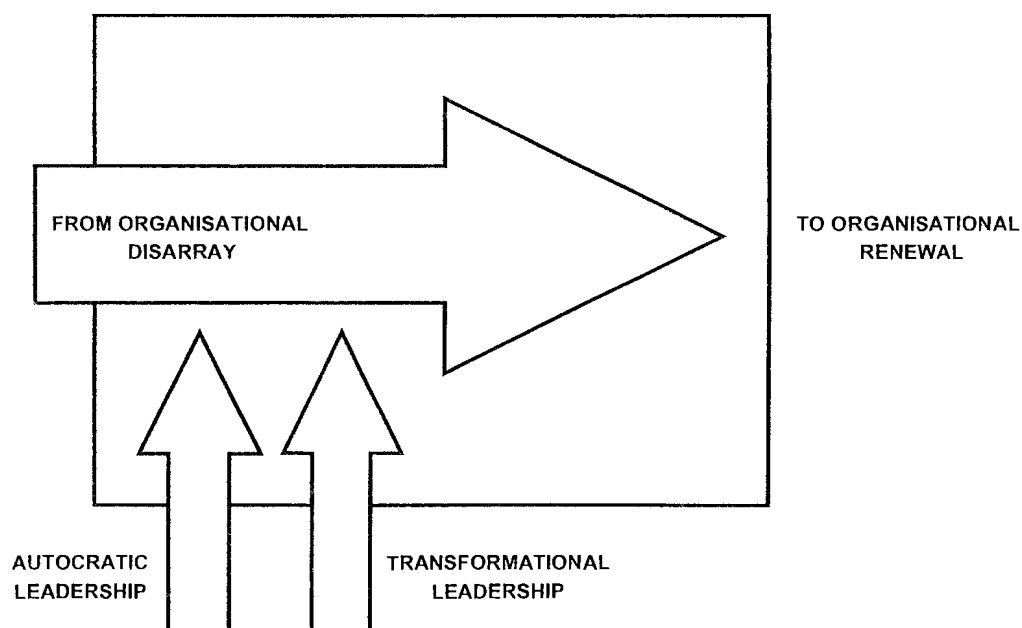 FROM ORGANISATIONAL
DISARRAY
TO ORGANISATIONAL
RENEWAL
AUTOCRATIC
LEADERSHIP
TRANSFORMATIONAL
LEADERSHIP